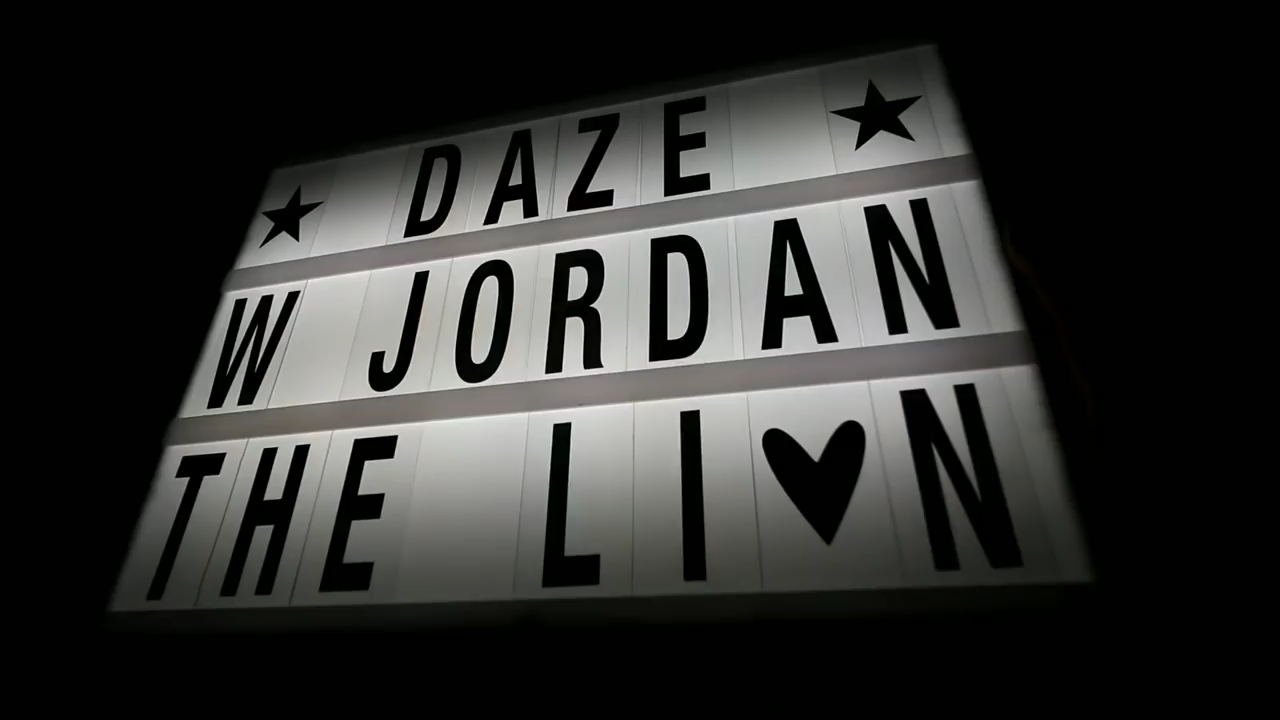 ★ DAZE ★
W JORDAN
THE LI♥N